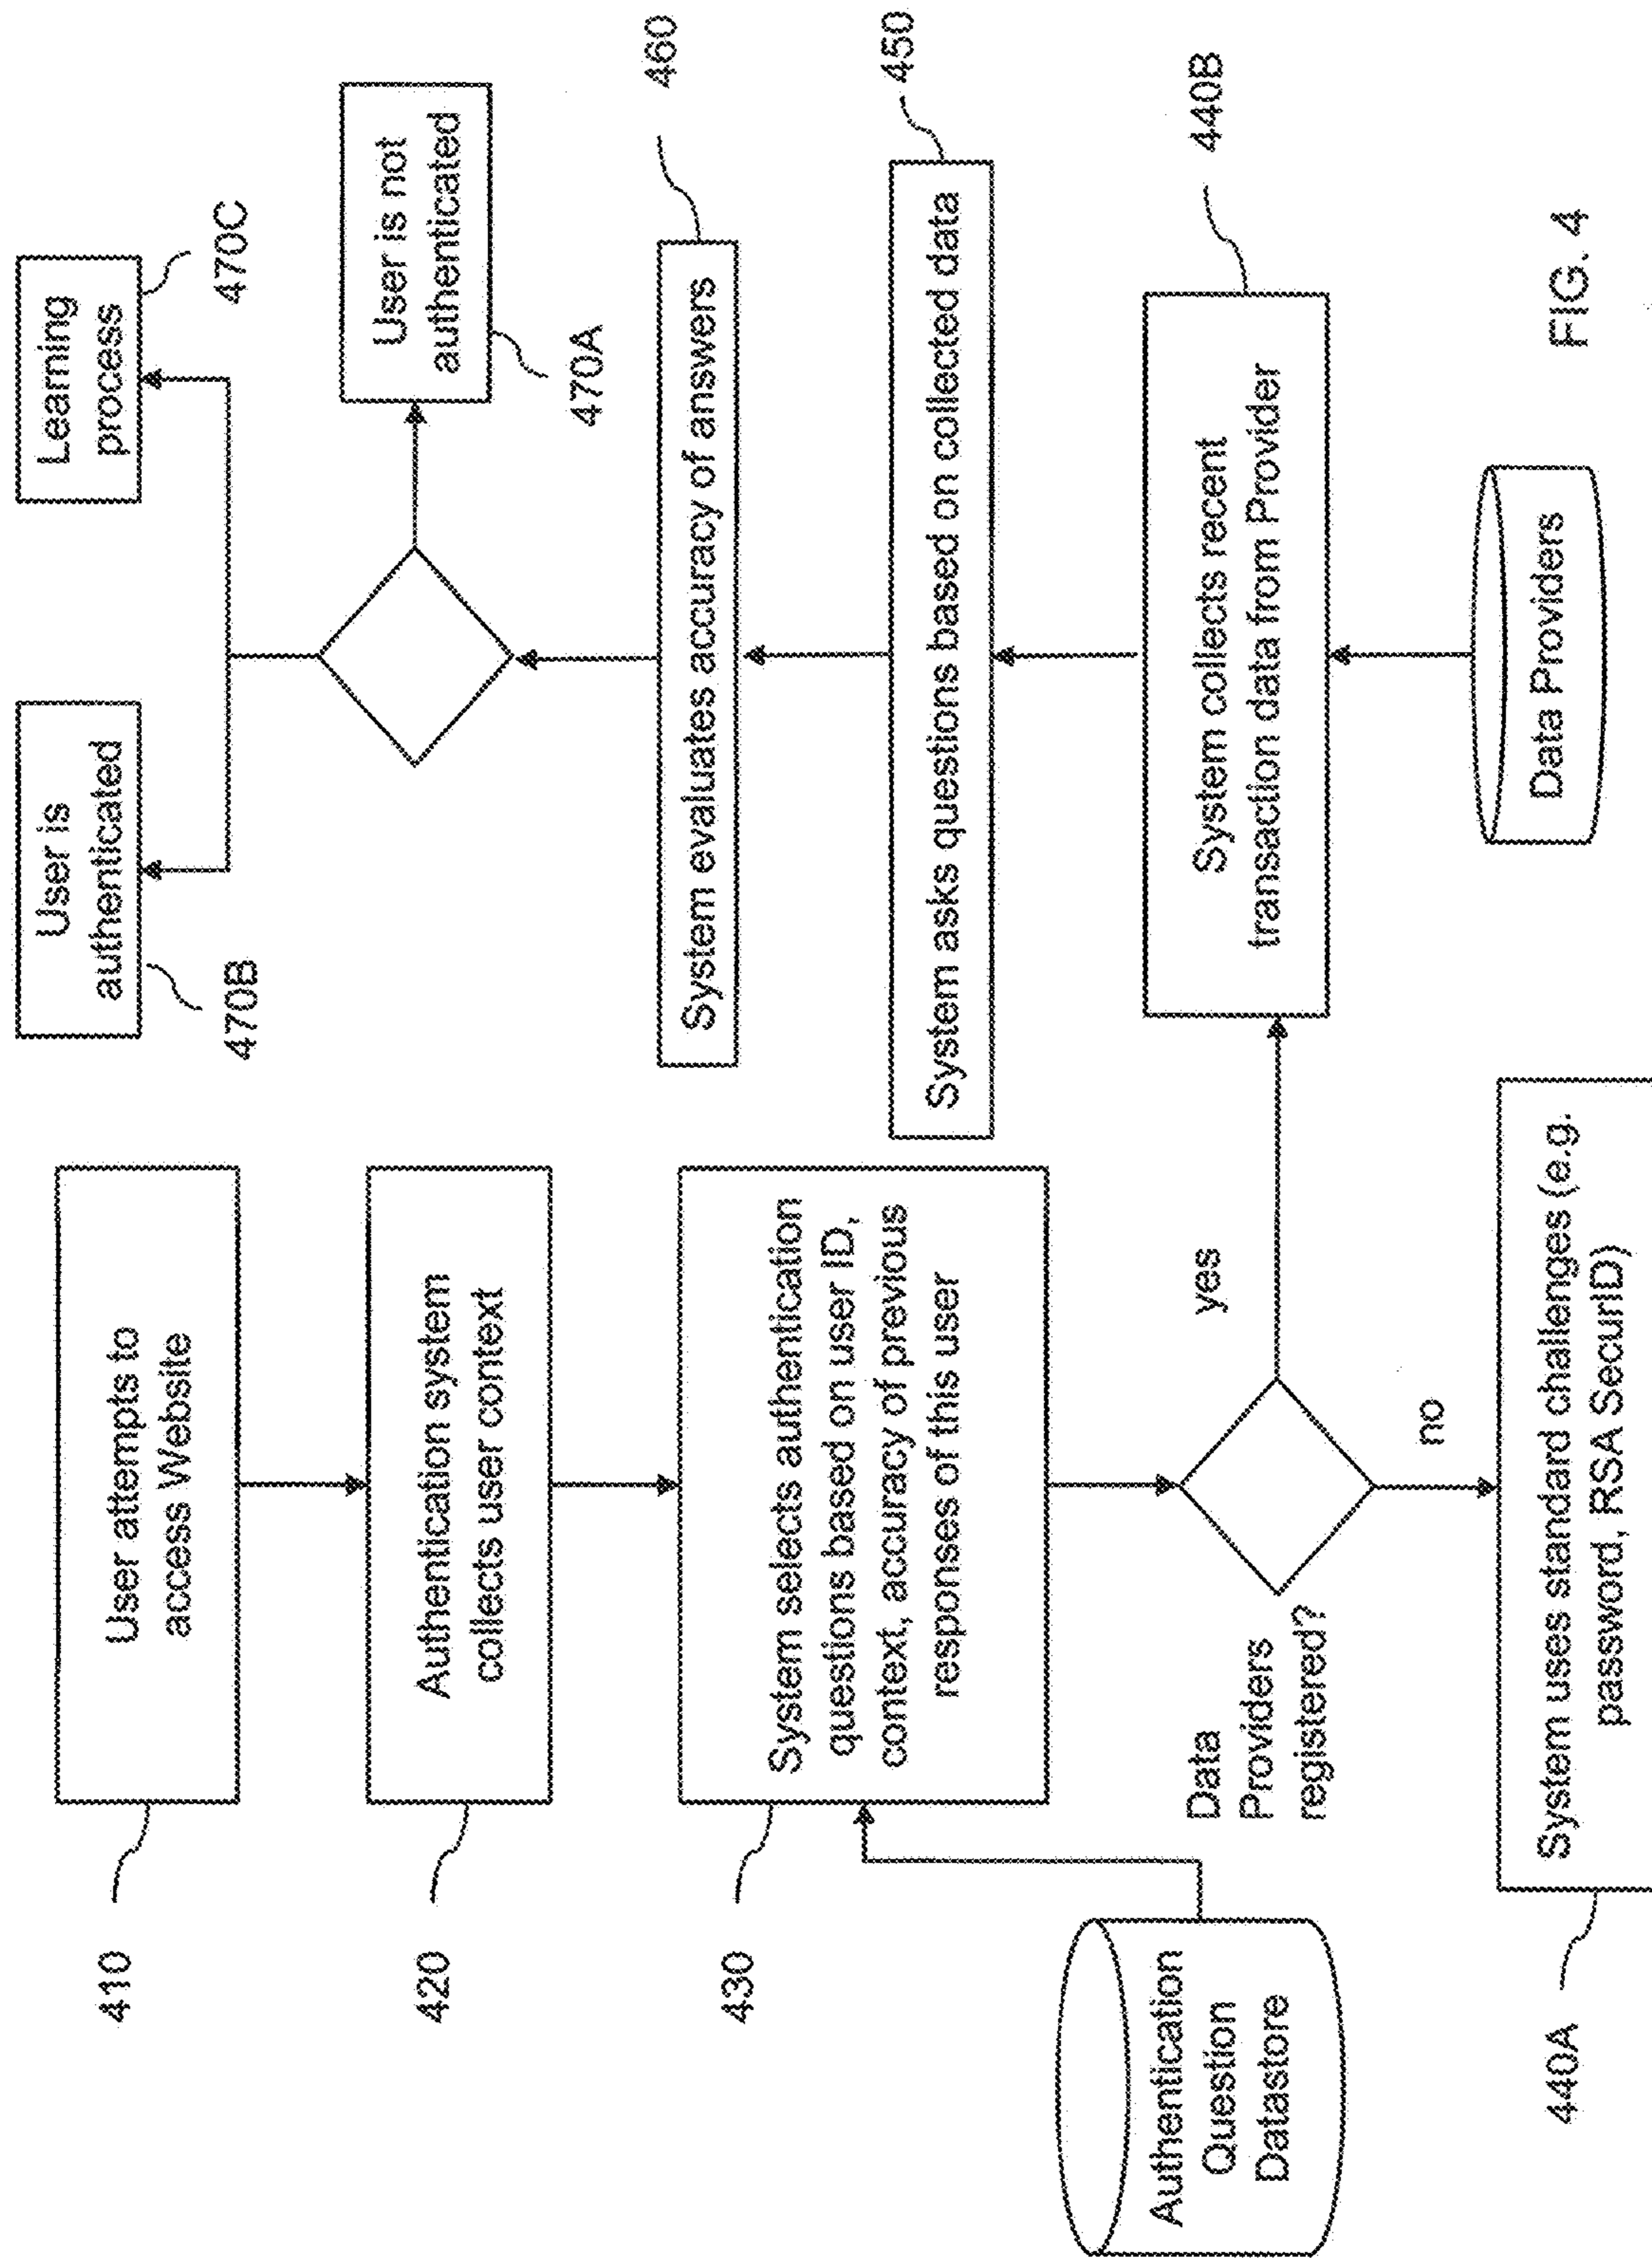 410
User attempts to
access Website
420
Authentication system
collects user context
430
System selects authentication
questions based on user ID,
context, accuracy of previous
responses of this user
Authentication
Question
Datastore
Data
Providers
registered?
yes
no
440A
System uses standard challenges (e.g.
password, RSA SecurID)
User is
authenticated
470B
Learning
process
470C
User is not
authenticated
470A
System evaluates accuracy of answers
460
System asks questions based on collected data
450
System collects recent
transaction data from Provider
440B
Data Providers
FIG. 4